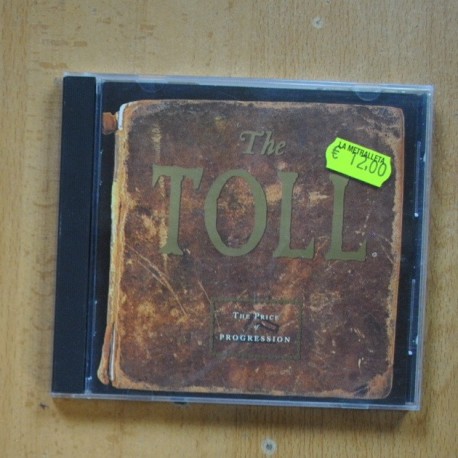 The
TOLL
LA METRALLETA
€ 12,00
THE PRICE
of
PROGRESSION